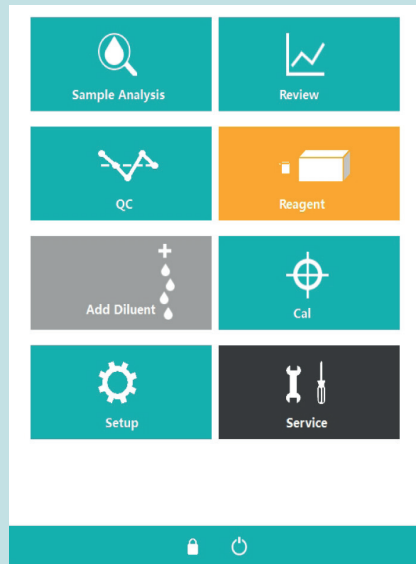 Sample Analysis
Review
QC
Reagent
Add Diluent
Cal
Setup
Service